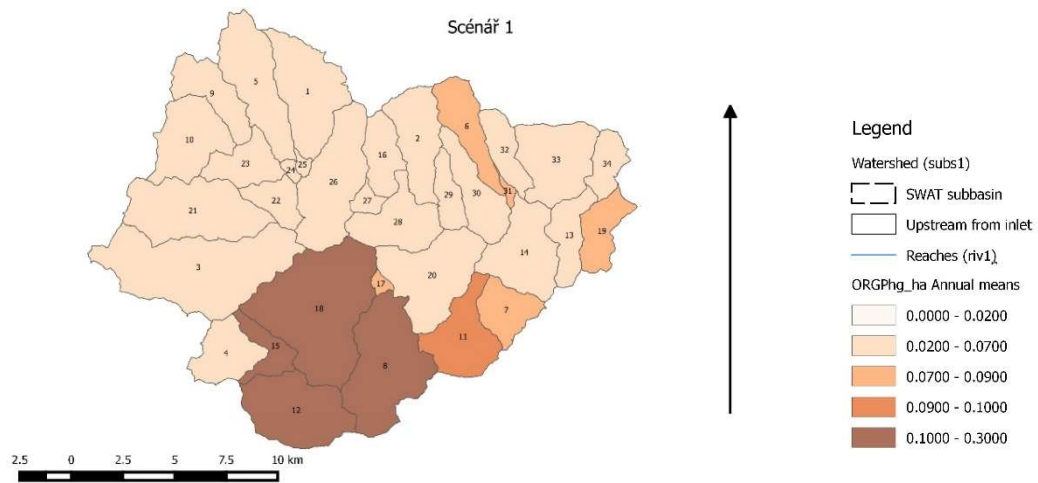 Scénář 1
5
1
9
10
23
24
25
16
2
6
32
33
34
26
27
29
30
31
21
22
28
13
19
3
20
14
18
17
7
11
4
15
8
12
2.5 0 2.5 5 7.5 10 km
Legend
Watershed (subs1)
SWAT subbasin
Upstream from inlet
Reaches (riv1)
ORGPhg_ha Annual means
0.0000 - 0.0200
0.0200 - 0.0700
0.0700 - 0.0900
0.0900 - 0.1000
0.1000 - 0.3000